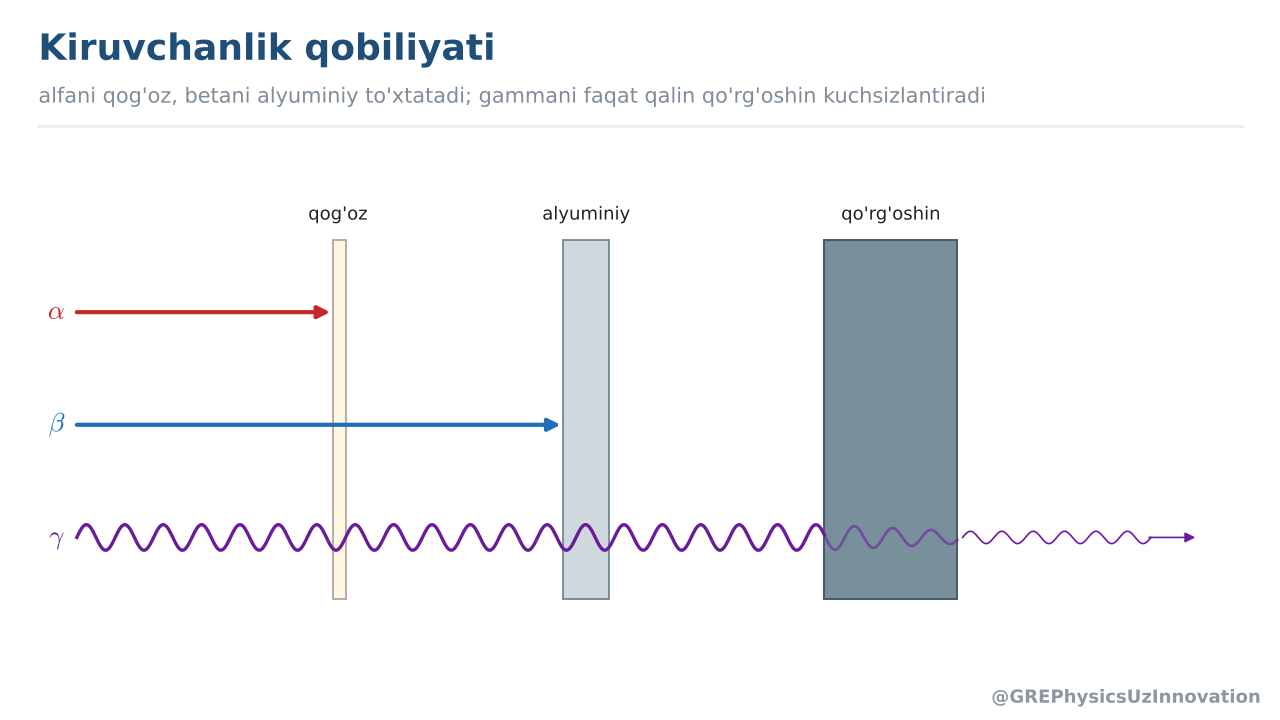 Kiruvchanlik qobiliyati
alfani qog'oz, betani alyuminiy to'xtatadi; gammani faqat qalin qo'rg'oshin kuchsizlantiradi
qog'oz alyuminiy qo'rg'oshin
α
β
γ
@GREPhysicsUzInnovation